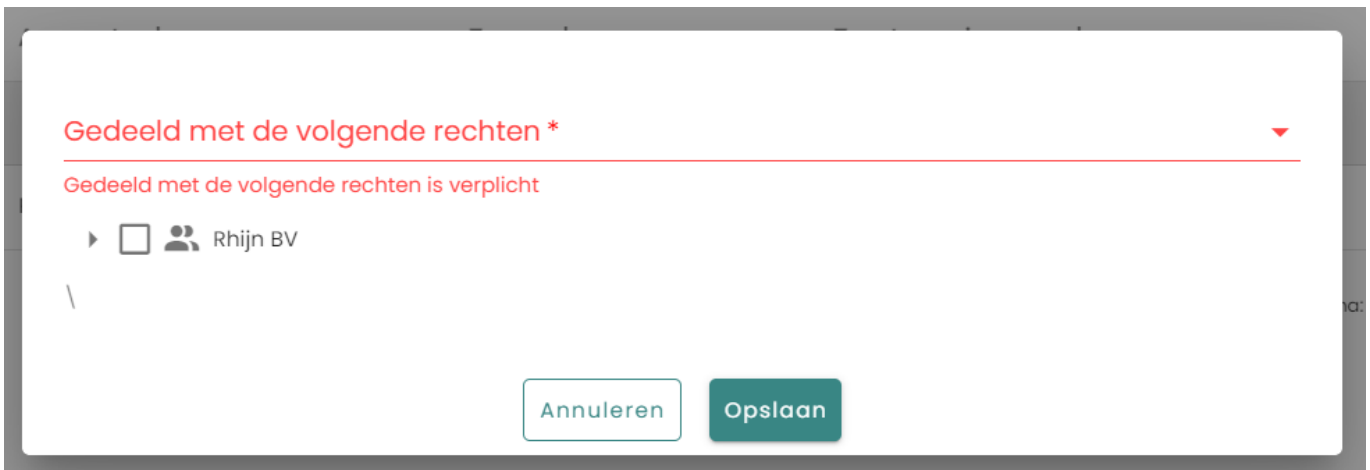 Gedeeld met de volgende rechten *
Gedeeld met de volgende rechten is verplicht
Rhijn BV
\
Annuleren
Opslaan